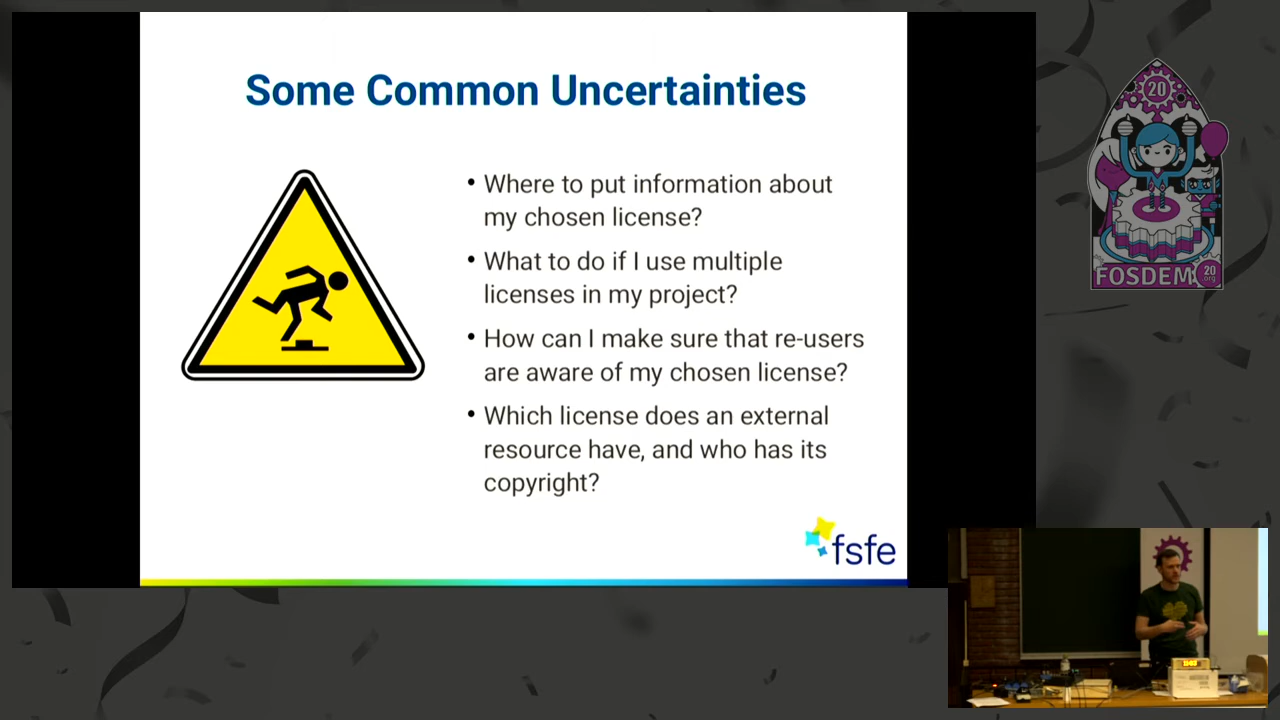 Some Common Uncertainties
• Where to put information about
my chosen license?
• What to do if I use multiple
licenses in my project?
• How can I make sure that re-users
are aware of my chosen license?
• Which license does an external
resource have, and who has its
copyright?
fsfe
20
FOSDEM
20
.org